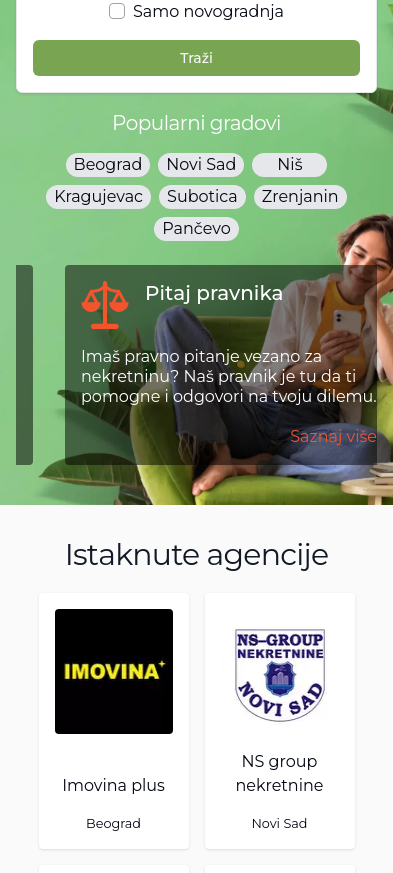 Samo novogradnja
Traži
Popularni gradovi
Beograd
Novi Sad
Niš
Kragujevac
Subotica
Zrenjanin
Pančevo
Pitaj pravnika
Imaš pravno pitanje vezano za
nekretninu? Naš pravnik je tu da ti
pomogne i odgovori na tvoju dilemu.
Saznaj više
Istaknute agencije
IMOVINA+
Imovina plus
Beograd
NS-GROUP
NEKRETNINE
NOVI SAD
NS group
nekretnine
Novi Sad